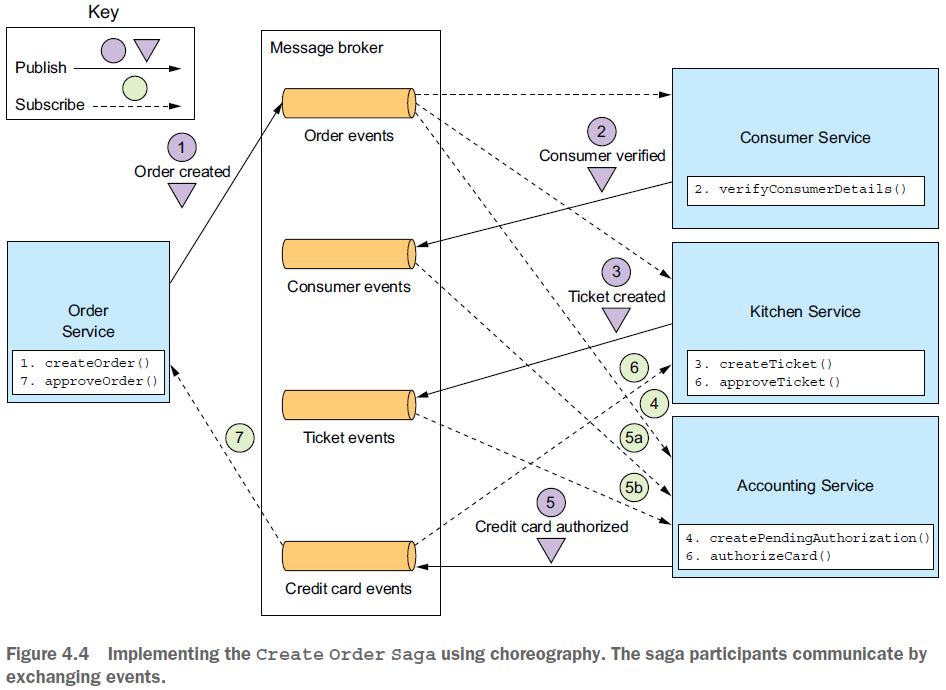 Key
Publish
Subscribe
Message broker
Order events
1
Order created
2
Consumer verified
Consumer Service
2. verifyConsumerDetails()
Consumer events
3
Ticket created
Order
Service
1. createOrder()
7. approveOrder()
Kitchen Service
3. createTicket()
6. approveTicket()
6
4
Ticket events
7
5a
5b
Accounting Service
4. createPendingAuthorization()
6. authorizeCard()
5
Credit card authorized
Credit card events
Figure 4.4 Implementing the Create Order Saga using choreography. The saga participants communicate by
exchanging events.